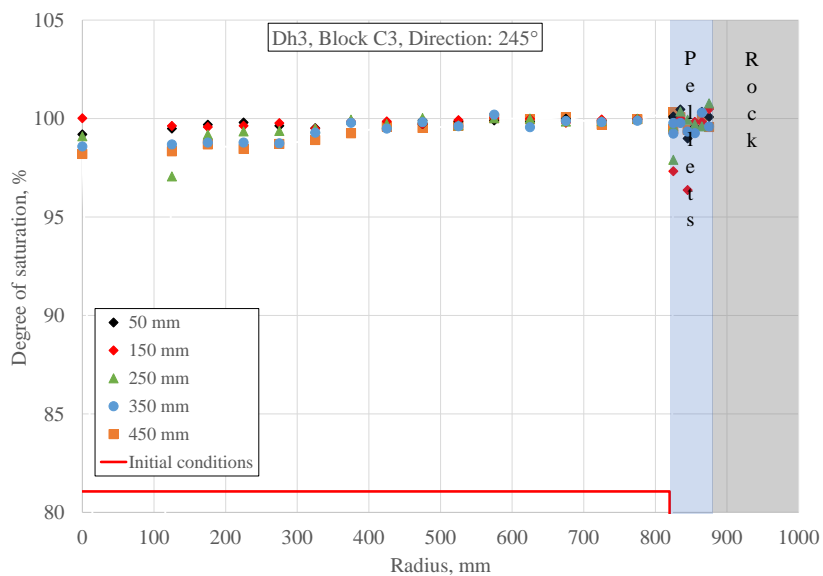 Dh3, Block C3, Direction: 245°
105
100
95
90
85
80
Degree of saturation, %
Pellets
Rock
50 mm
150 mm
250 mm
350 mm
450 mm
Initial conditions
0 100 200 300 400 500 600 700 800 900 1000
Radius, mm